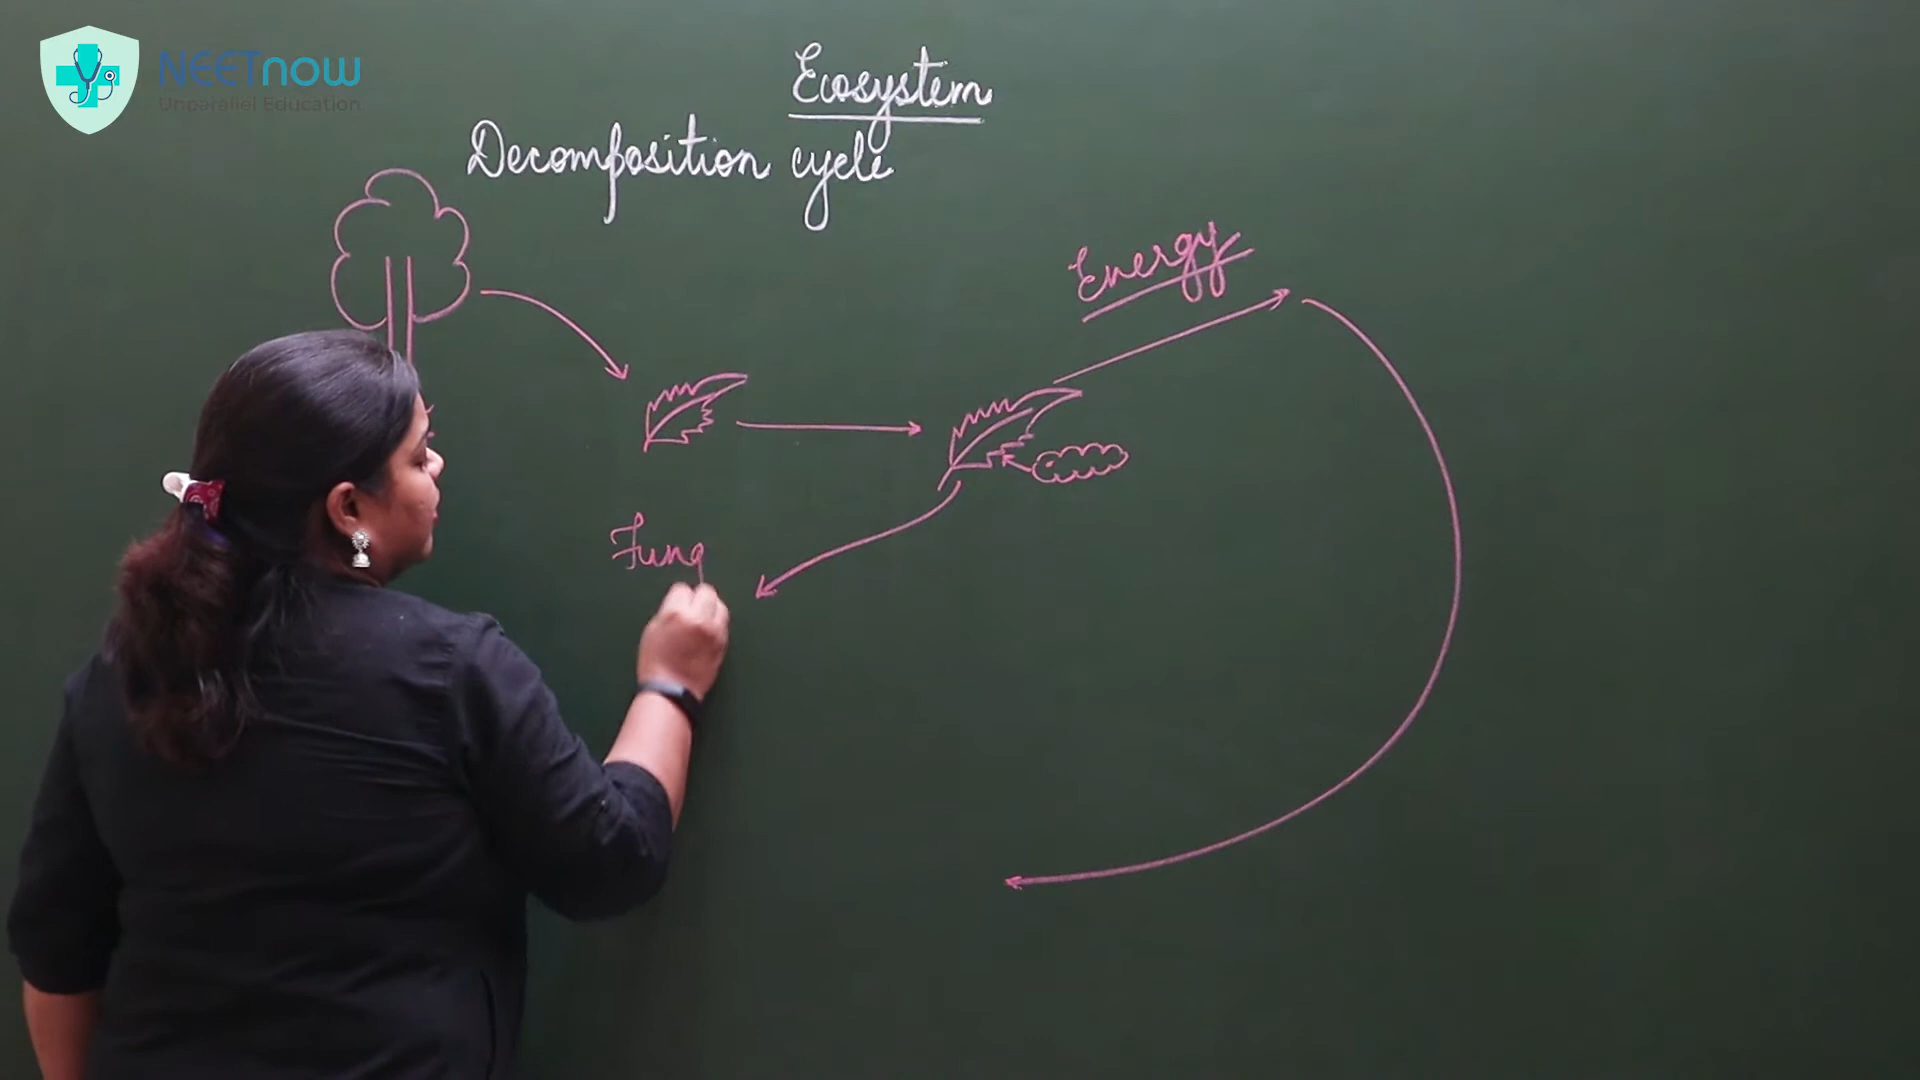 NEETnow
Unparallel Education
Ecosystem
Decomposition cycle
Energy
Fung